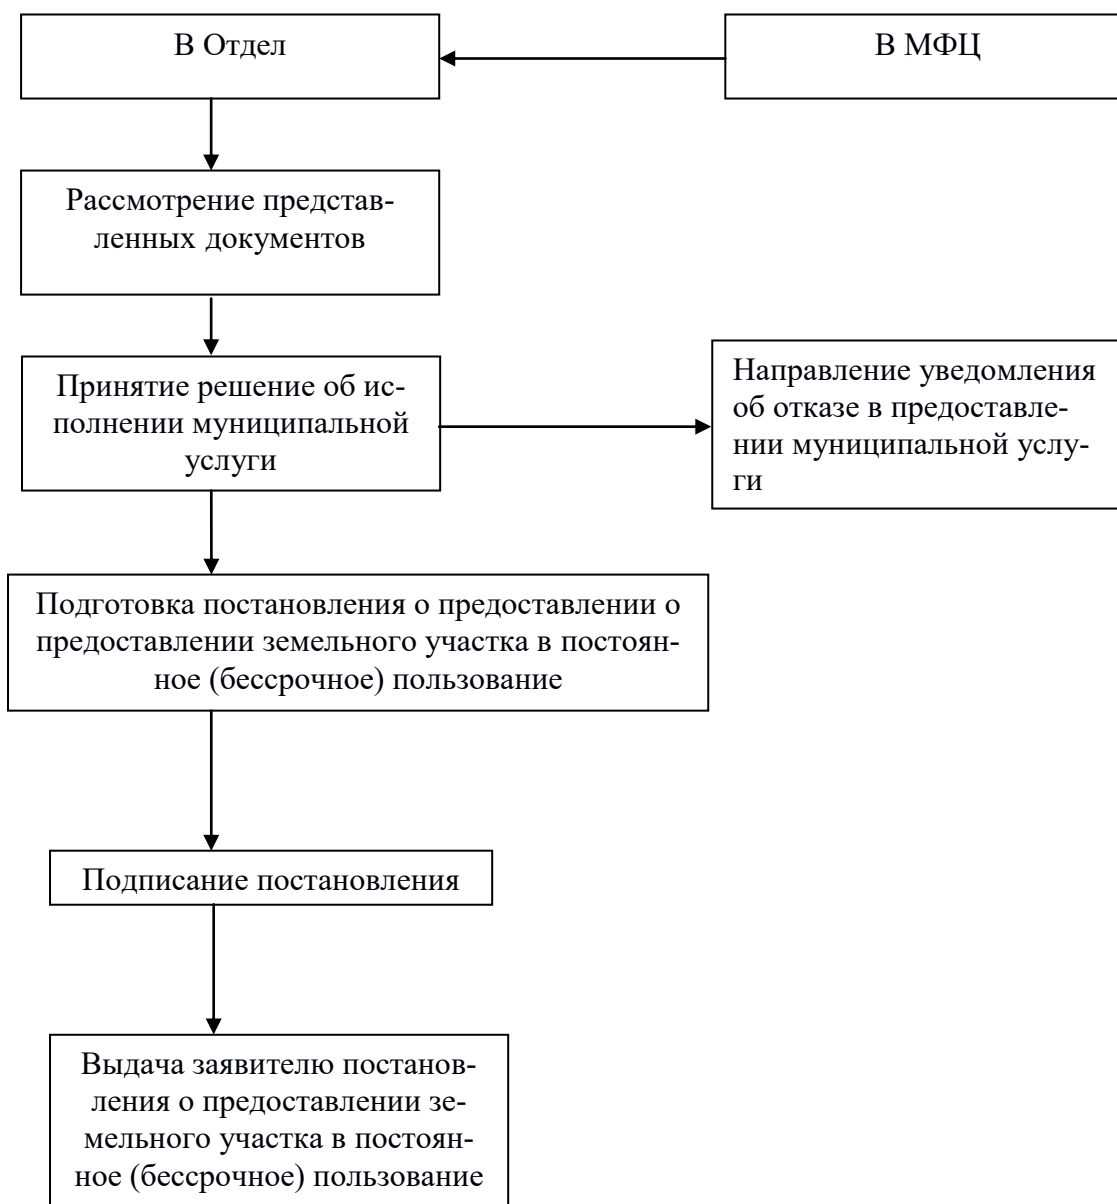 В Отдел
В МФЦ
Рассмотрение представ-
ленных документов
Принятие решение об ис-
полнении муниципальной
услуги
Направление уведомления
об отказе в предоставле-
нии муниципальной услу-
ги
Подготовка постановления о предоставлении о
предоставлении земельного участка в постоян-
ное (бессрочное) пользование
Подписание постановления
Выдача заявителю постанов-
ления о предоставлении зе-
мельного участка в постоян-
ное (бессрочное) пользование